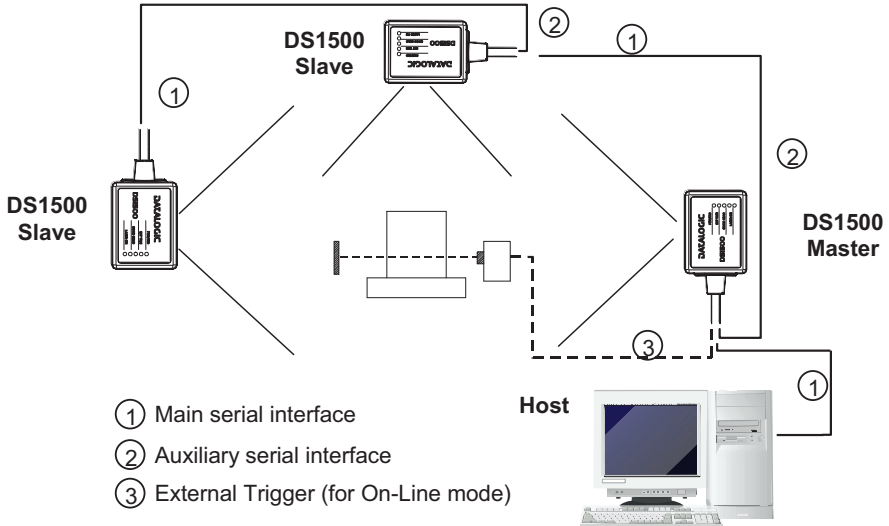 DS1500
Slave
2
1
DATALOGIC
DS1500
1
2
DS1500
Slave
DATALOGIC
DS1500
DATALOGIC
DS1500
DS1500
Master
3
1
Host
1 Main serial interface
2 Auxiliary serial interface
3 External Trigger (for On-Line mode)